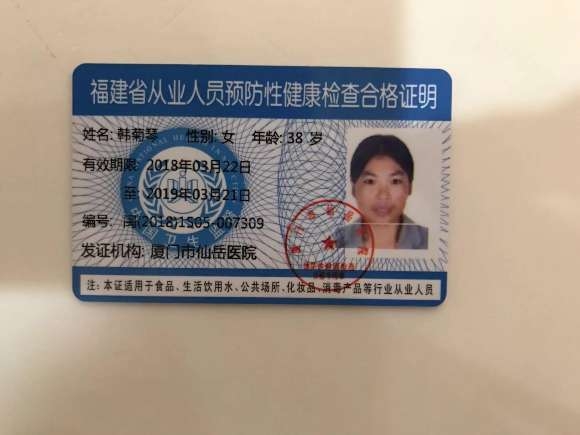 福建省从业人员预防性健康检查合格证明
姓名: 韩菊琴 性别: 女 年龄: 38 岁
有效期限: 2018年03月22日
至: 2019年03月21日
编号: 闽(2018)1505-007309
发证机构: 厦门市仙岳医院
注: 本证适用于食品、生活饮用水、公共场所、化妆品、消毒产品等行业从业人员